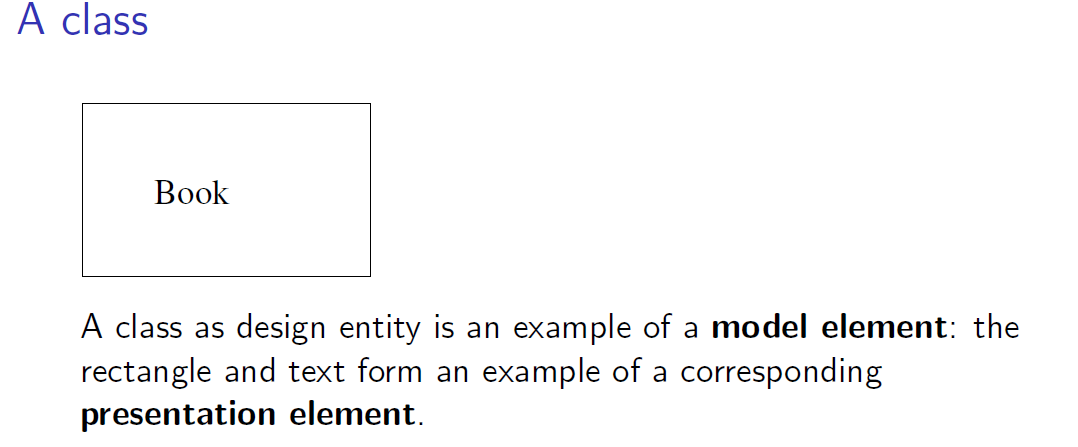 A class
Book
A class as design entity is an example of a model element: the
rectangle and text form an example of a corresponding
presentation element.